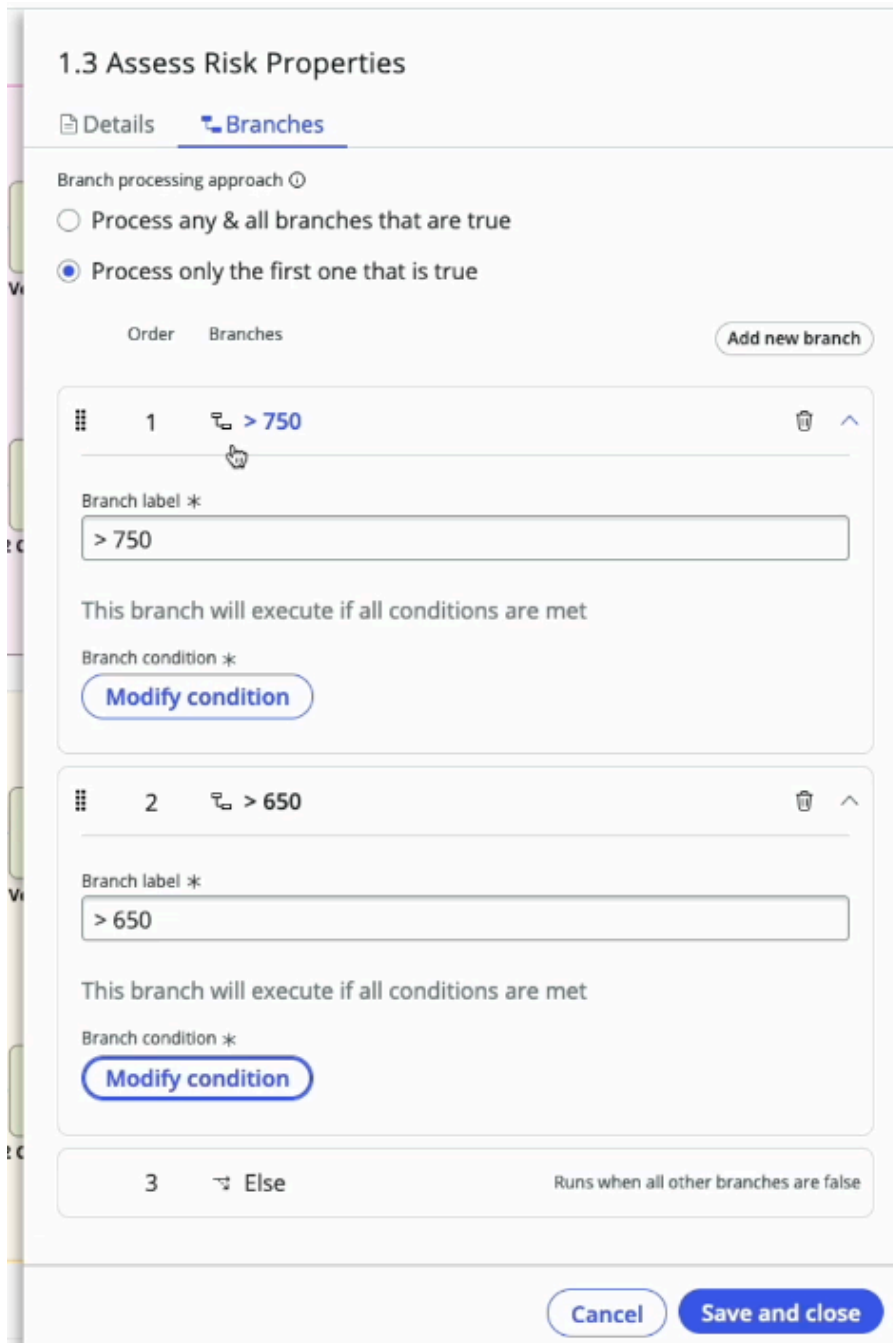 1.3 Assess Risk Properties
Details Branches
Branch processing approach
Process any & all branches that are true
Process only the first one that is true
Order Branches Add new branch
1 > 750
Branch label *
> 750
This branch will execute if all conditions are met
Branch condition *
Modify condition
2 > 650
Branch label *
> 650
This branch will execute if all conditions are met
Branch condition *
Modify condition
3 Else Runs when all other branches are false
Cancel Save and close